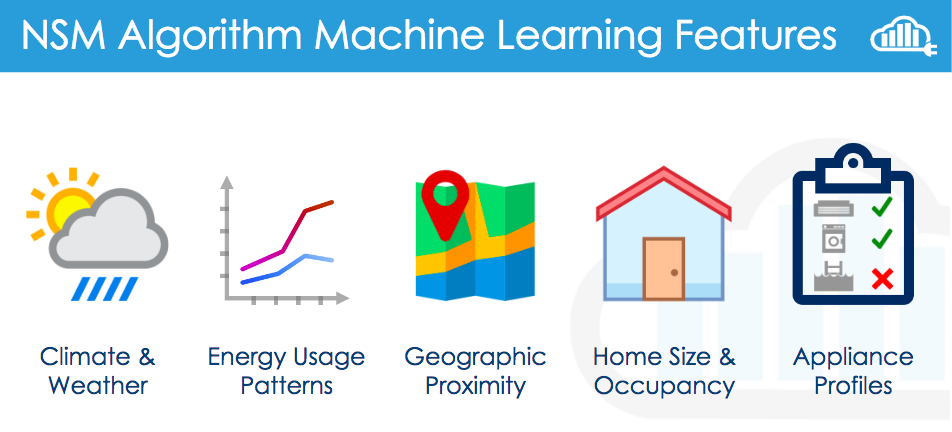 NSM Algorithm Machine Learning Features
Climate &
Weather
Energy Usage
Patterns
Geographic
Proximity
Home Size &
Occupancy
Appliance
Profiles